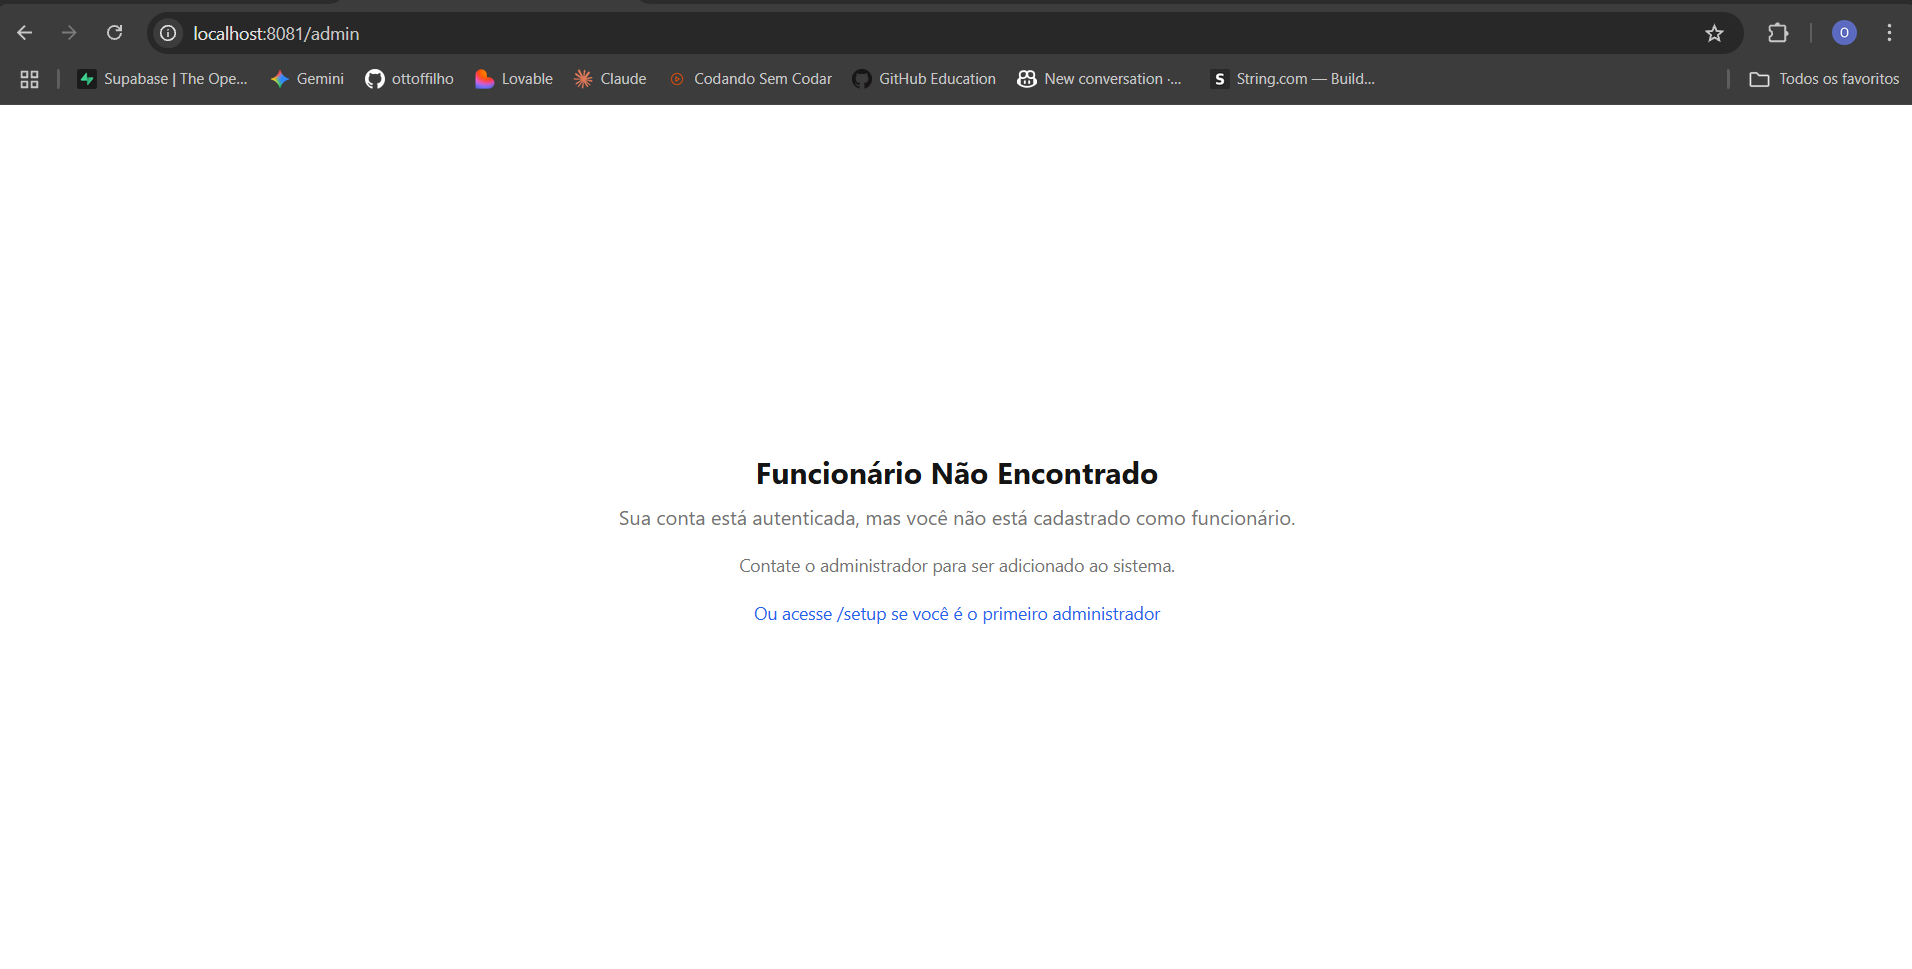 localhost:8081/admin
O
Supabase | The Ope... Gemini ottoffilho Lovable Claude Codando Sem Codar GitHub Education New conversation ·... S String.com — Build... Todos os favoritos
Funcionário Não Encontrado
Sua conta está autenticada, mas você não está cadastrado como funcionário.
Contate o administrador para ser adicionado ao sistema.
Ou acesse /setup se você é o primeiro administrador